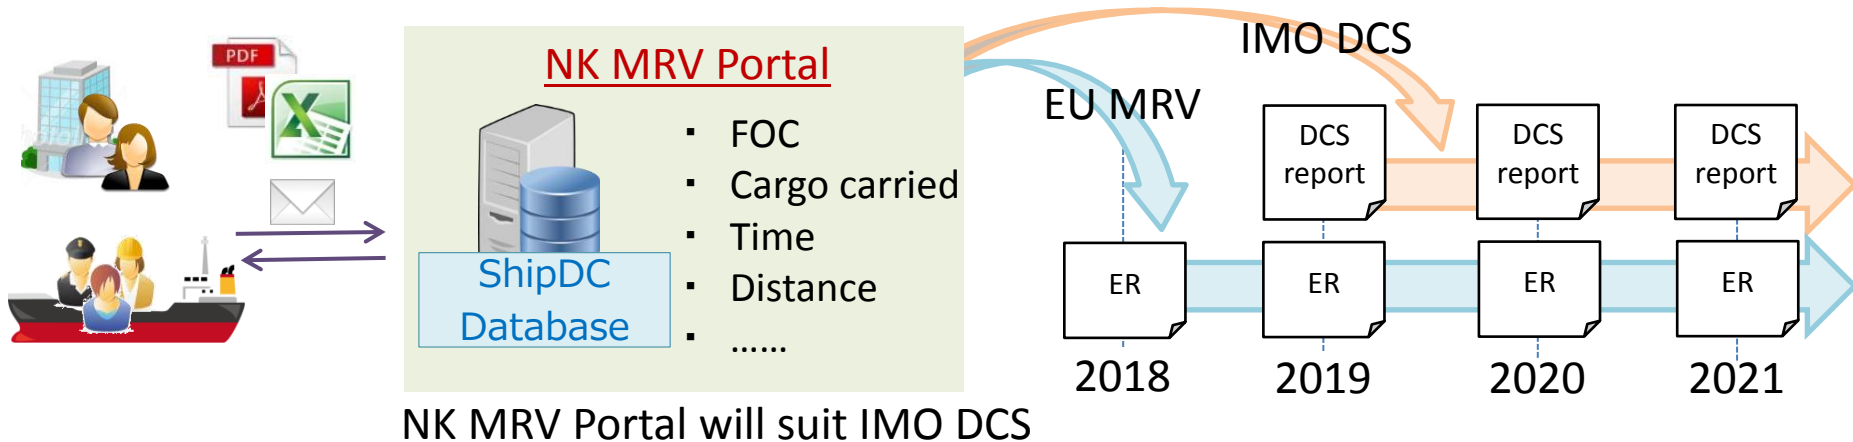 PDF
NK MRV Portal
・ FOC
・ Cargo carried
・ Time
・ Distance
・ ……
ShipDC
Database
NK MRV Portal will suit IMO DCS
IMO DCS
EU MRV
DCS
report
DCS
report
DCS
report
ER
ER
ER
ER
2018
2019
2020
2021